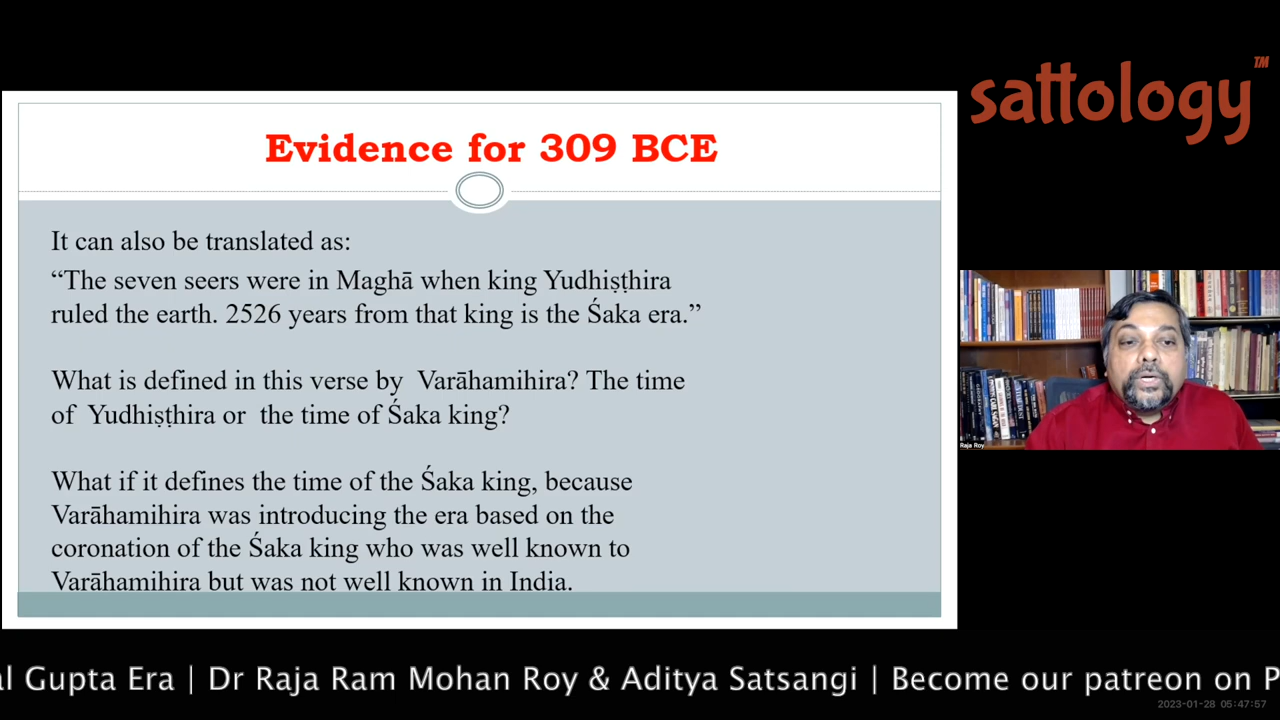 sattology™
Evidence for 309 BCE
It can also be translated as:
“The seven seers were in Maghā when king Yudhiṣṭhira
ruled the earth. 2526 years from that king is the Śaka era.”
What is defined in this verse by Varāhamihira? The time
of Yudhiṣṭhira or the time of Śaka king?
What if it defines the time of the Śaka king, because
Varāhamihira was introducing the era based on the
coronation of the Śaka king who was well known to
Varāhamihira but was not well known in India.
Raja Roy
al Gupta Era | Dr Raja Ram Mohan Roy & Aditya Satsangi | Become our patreon on P
2023-01-28 05:47:57